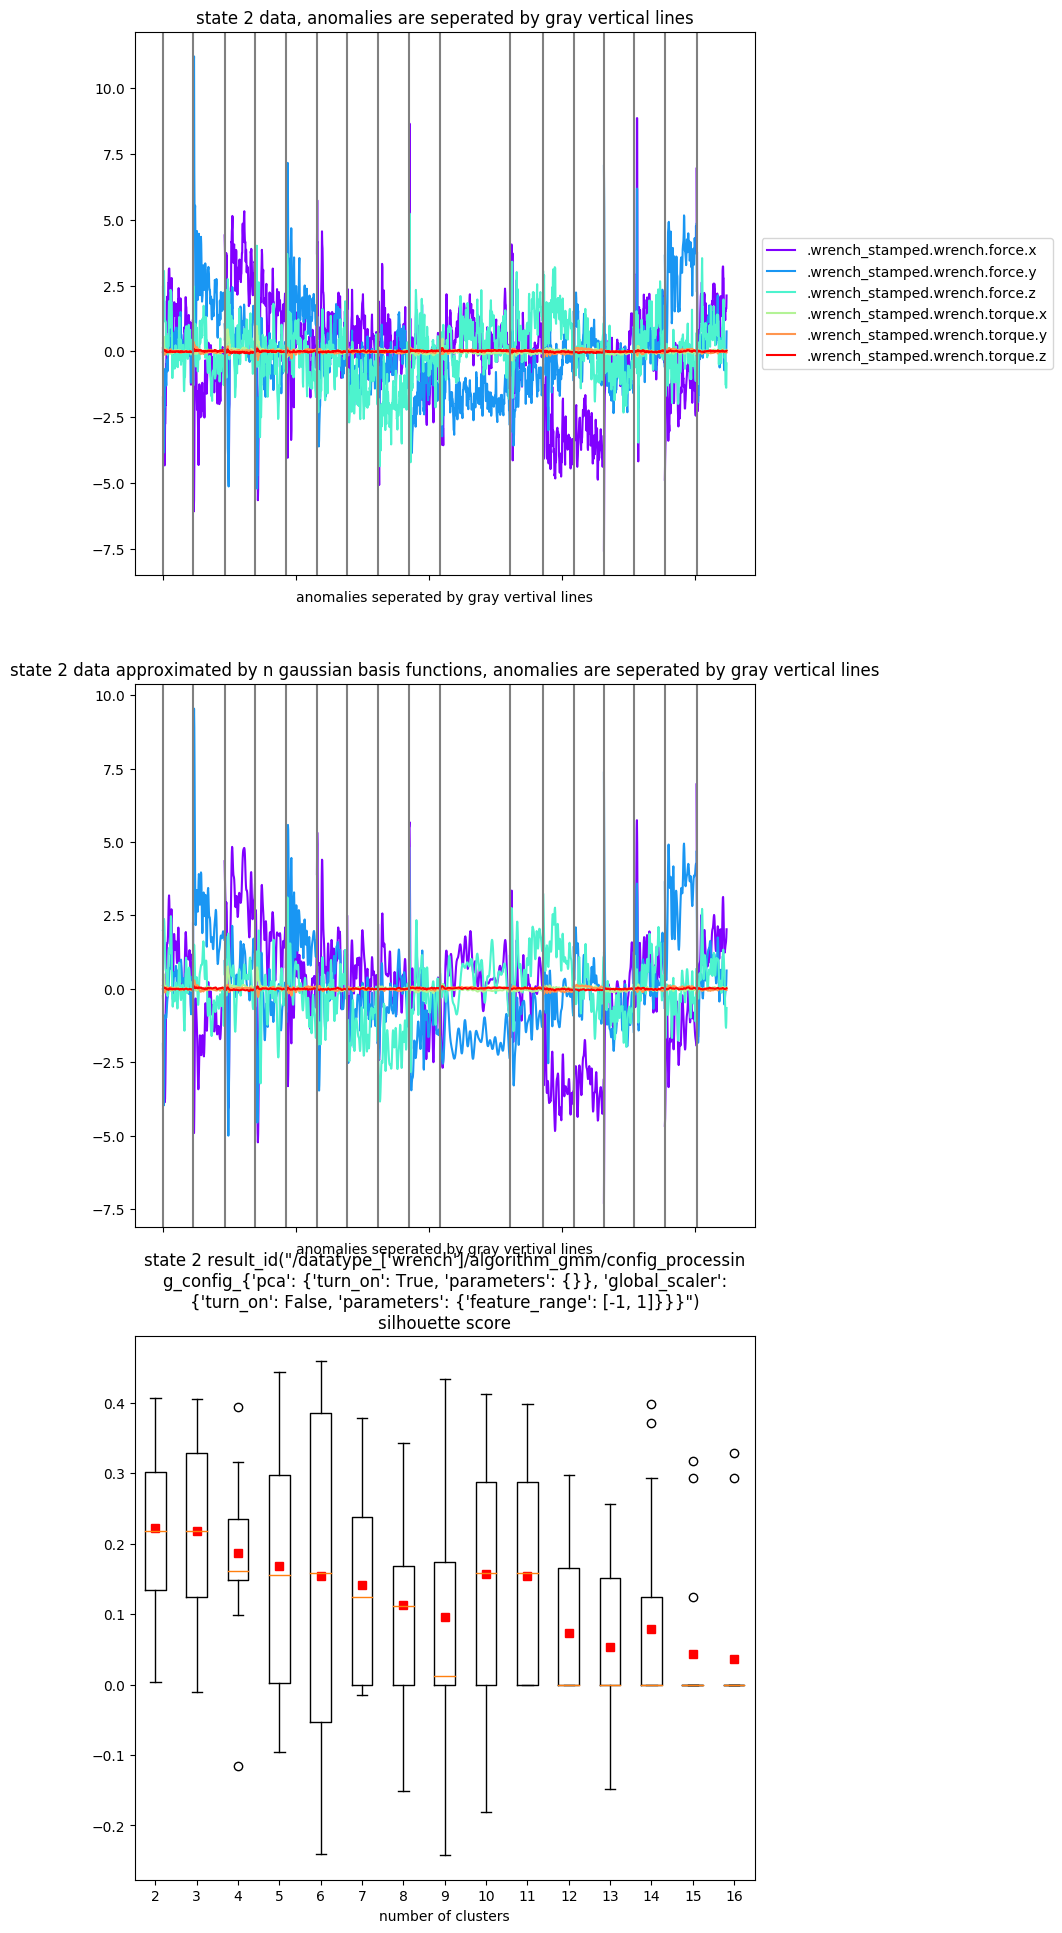 state 2 data, anomalies are seperated by gray vertical lines
10.0
7.5
5.0
2.5
0.0
−2.5
−5.0
−7.5
.wrench_stamped.wrench.force.x
.wrench_stamped.wrench.force.y
.wrench_stamped.wrench.force.z
.wrench_stamped.wrench.torque.x
.wrench_stamped.wrench.torque.y
.wrench_stamped.wrench.torque.z
anomalies seperated by gray vertival lines
state 2 data approximated by n gaussian basis functions, anomalies are seperated by gray vertical lines
10.0
7.5
5.0
2.5
0.0
−2.5
−5.0
−7.5
anomalies seperated by gray vertival lines
state 2 result_id("/datatype_['wrench']/algorithm_gmm/config_processin
g_config_{'pca': {'turn_on': True, 'parameters': {}}, 'global_scaler':
{'turn_on': False, 'parameters': {'feature_range': [-1, 1]}}}")
silhouette score
0.4
0.3
0.2
0.1
0.0
−0.1
−0.2
2 3 4 5 6 7 8 9 10 11 12 13 14 15 16
number of clusters